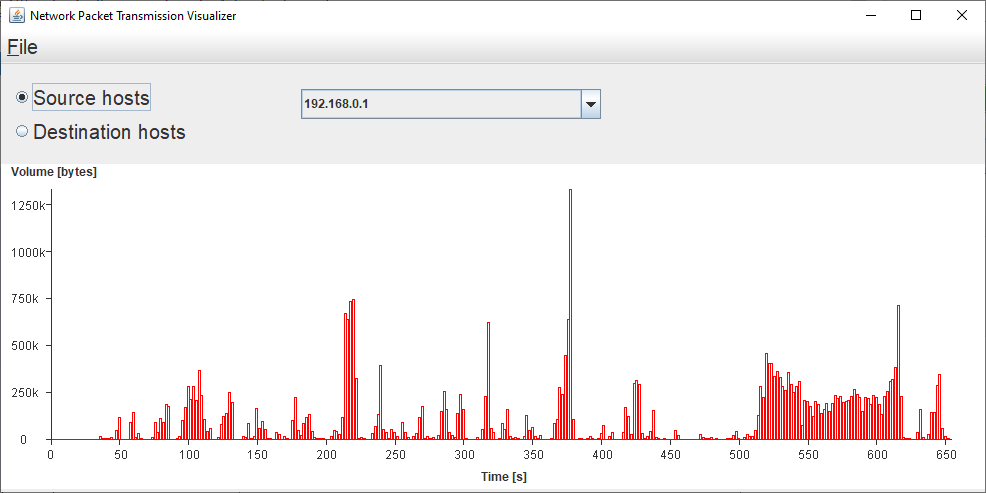 Network Packet Transmission Visualizer
File
Source hosts
192.168.0.1
Destination hosts
Volume [bytes]
1250k
1000k
750k
500k
250k
0
0 50 100 150 200 250 300 350 400 450 500 550 600 650
Time [s]